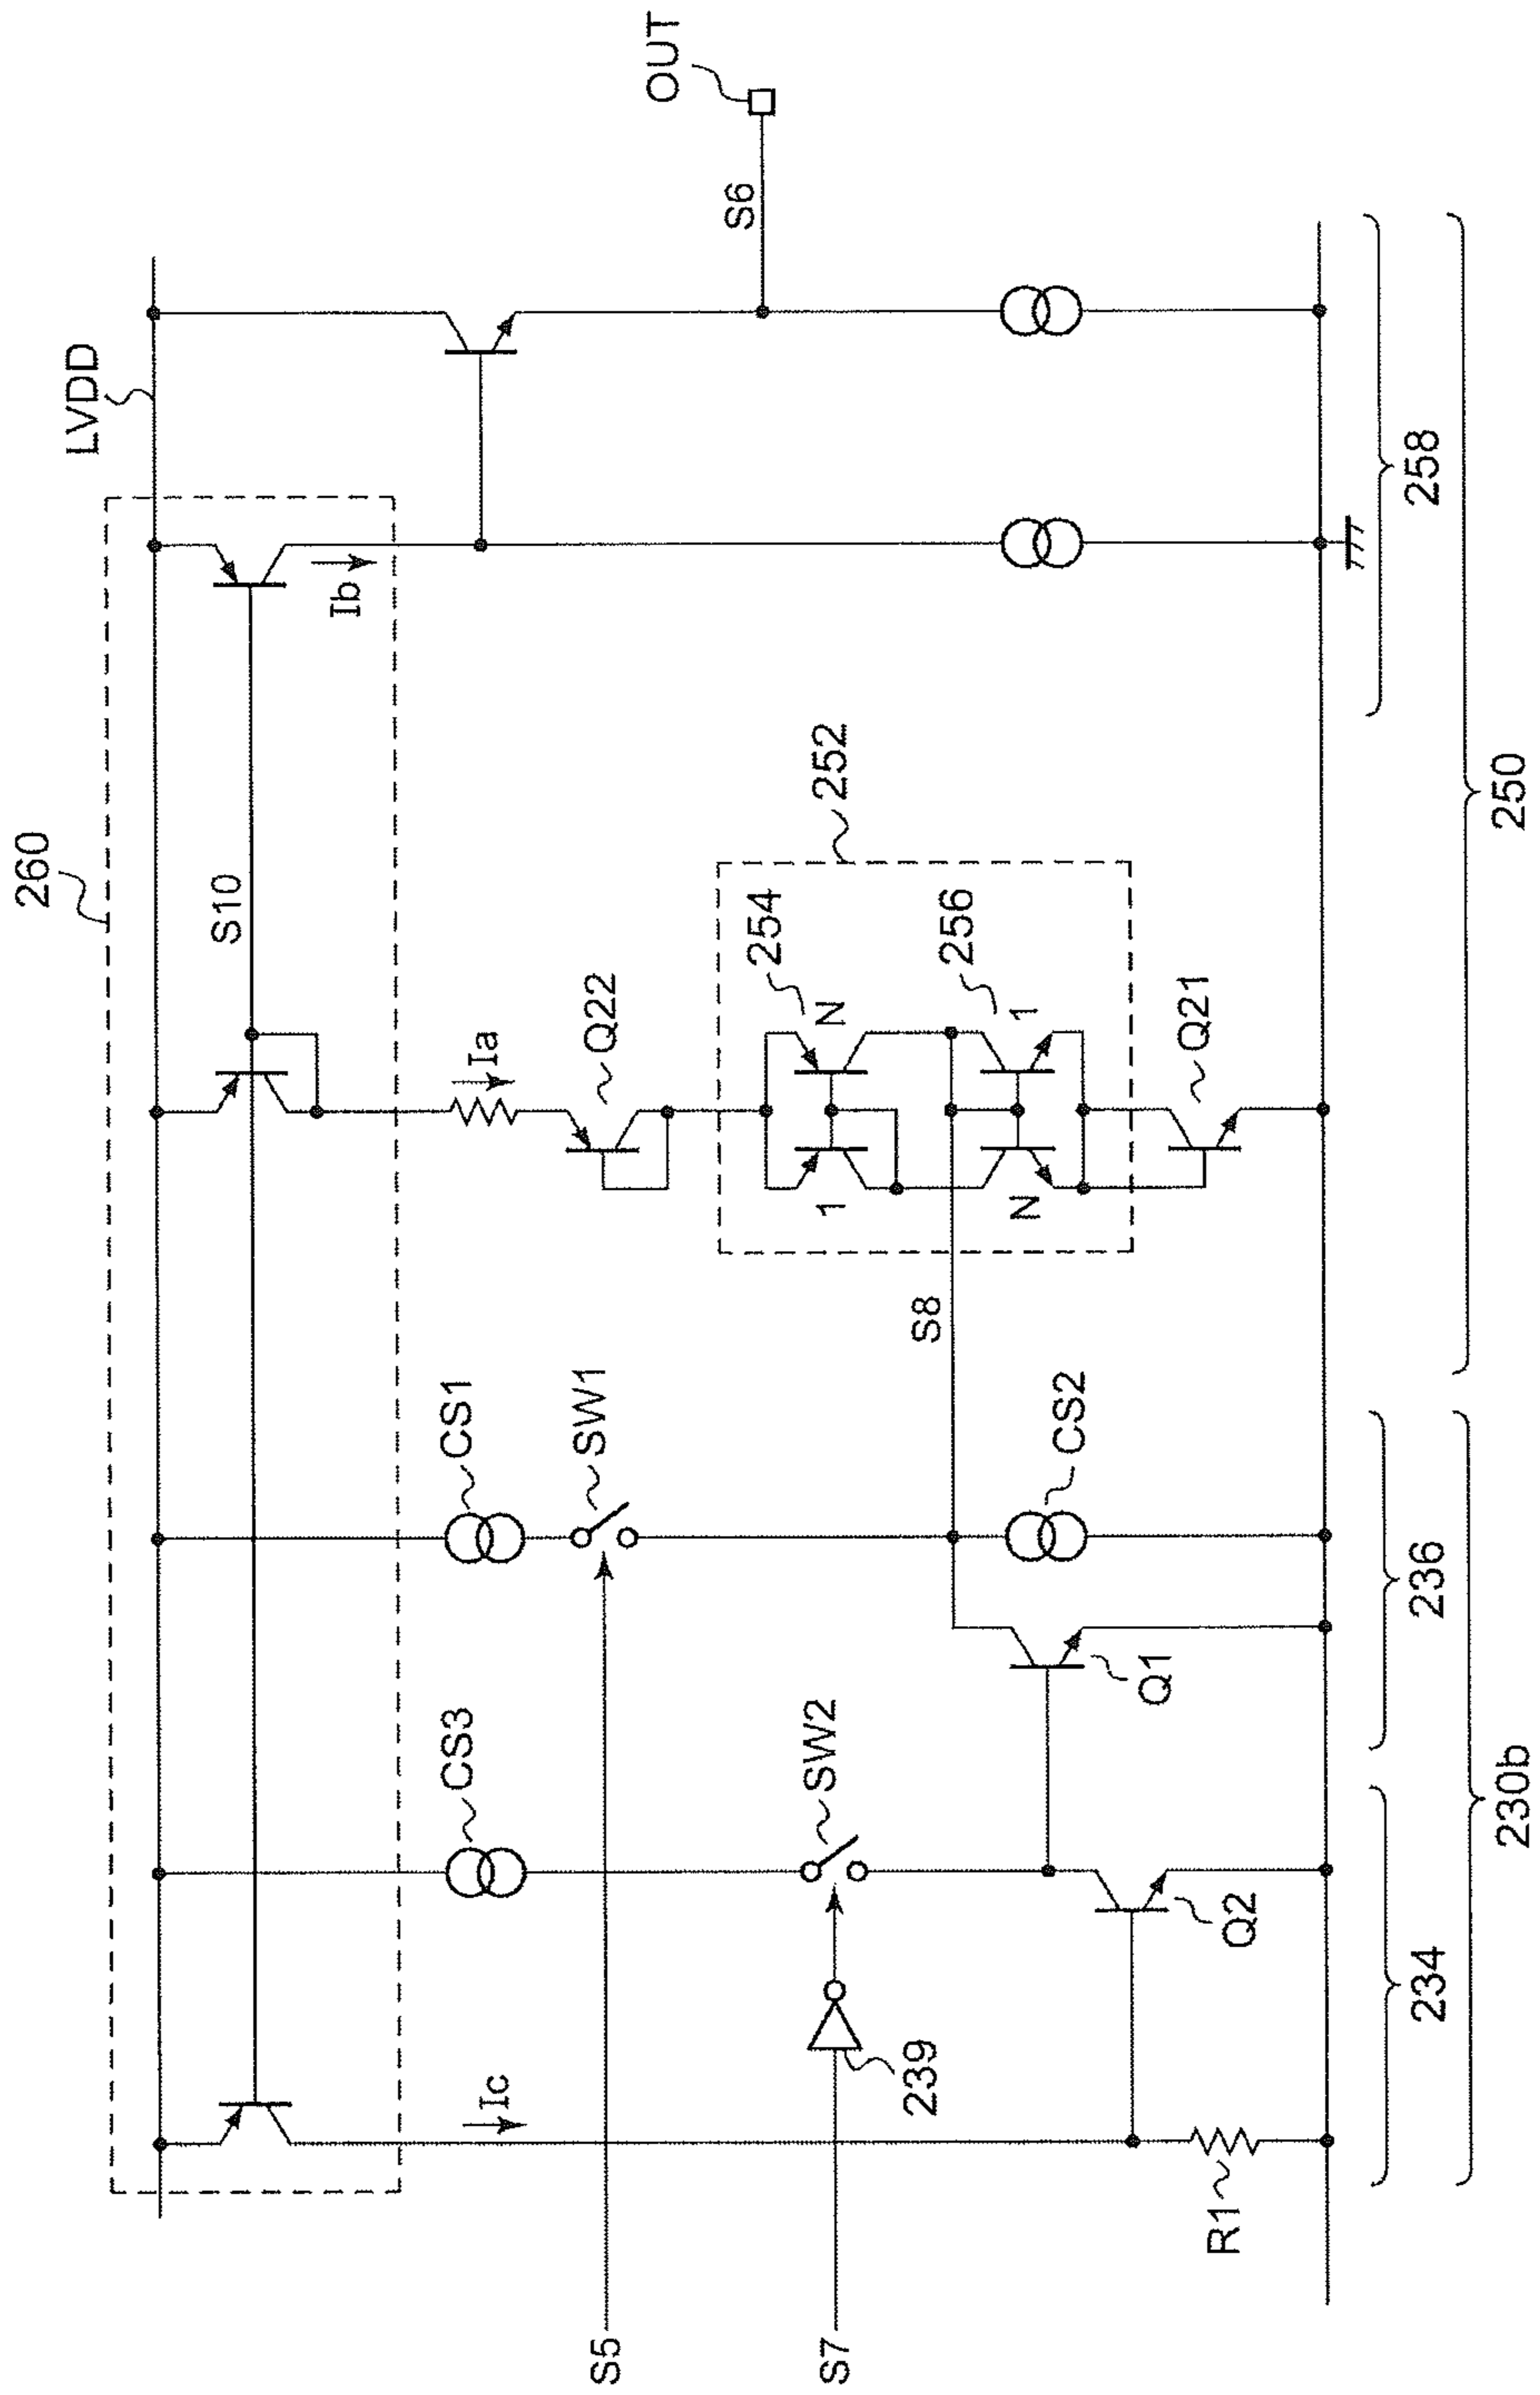 260
LVDD
OUT
S6
S10
Ib
Ia
Q22
252
254
N
1
256
1
N
Q21
S8
CS1
SW1
CS2
CS3
SW2
Q1
Q2
Ic
239
R1
S5
S7
258
250
236
234
230b